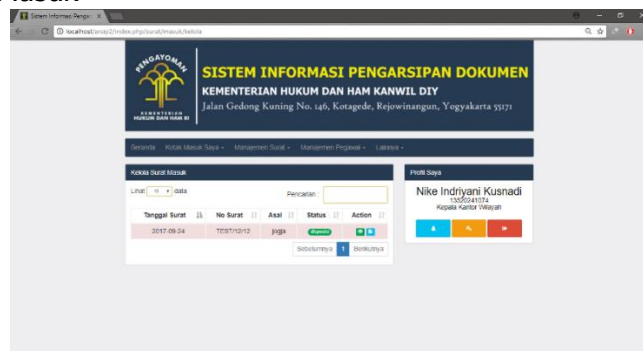 Sistem Informasi Pengar
localhost/arsip2/index.php/surat/masuk/kelola
PENGAYOMAN
KEMENTERIAN
HUKUM DAN HAM RI
SISTEM INFORMASI PENGARSIPAN DOKUMEN
KEMENTERIAN HUKUM DAN HAM KANWIL DIY
Jalan Gedong Kuning No. 146, Kotagede, Rejowinangun, Yogyakarta 55171
Beranda Kotak Masuk Saya Manajemen Surat Manajemen Pegawai Lainnya
Kelola Surat Masuk
Lihat 10 data
Pencarian :
Tanggal Surat No Surat Asal Status Action
2017-09-24 TEST/12/12 jogja disposisi
Sebelumnya 1 Berikutnya
Profil Saya
Nike Indriyani Kusnadi
13520241074
Kepala Kantor Wilayah